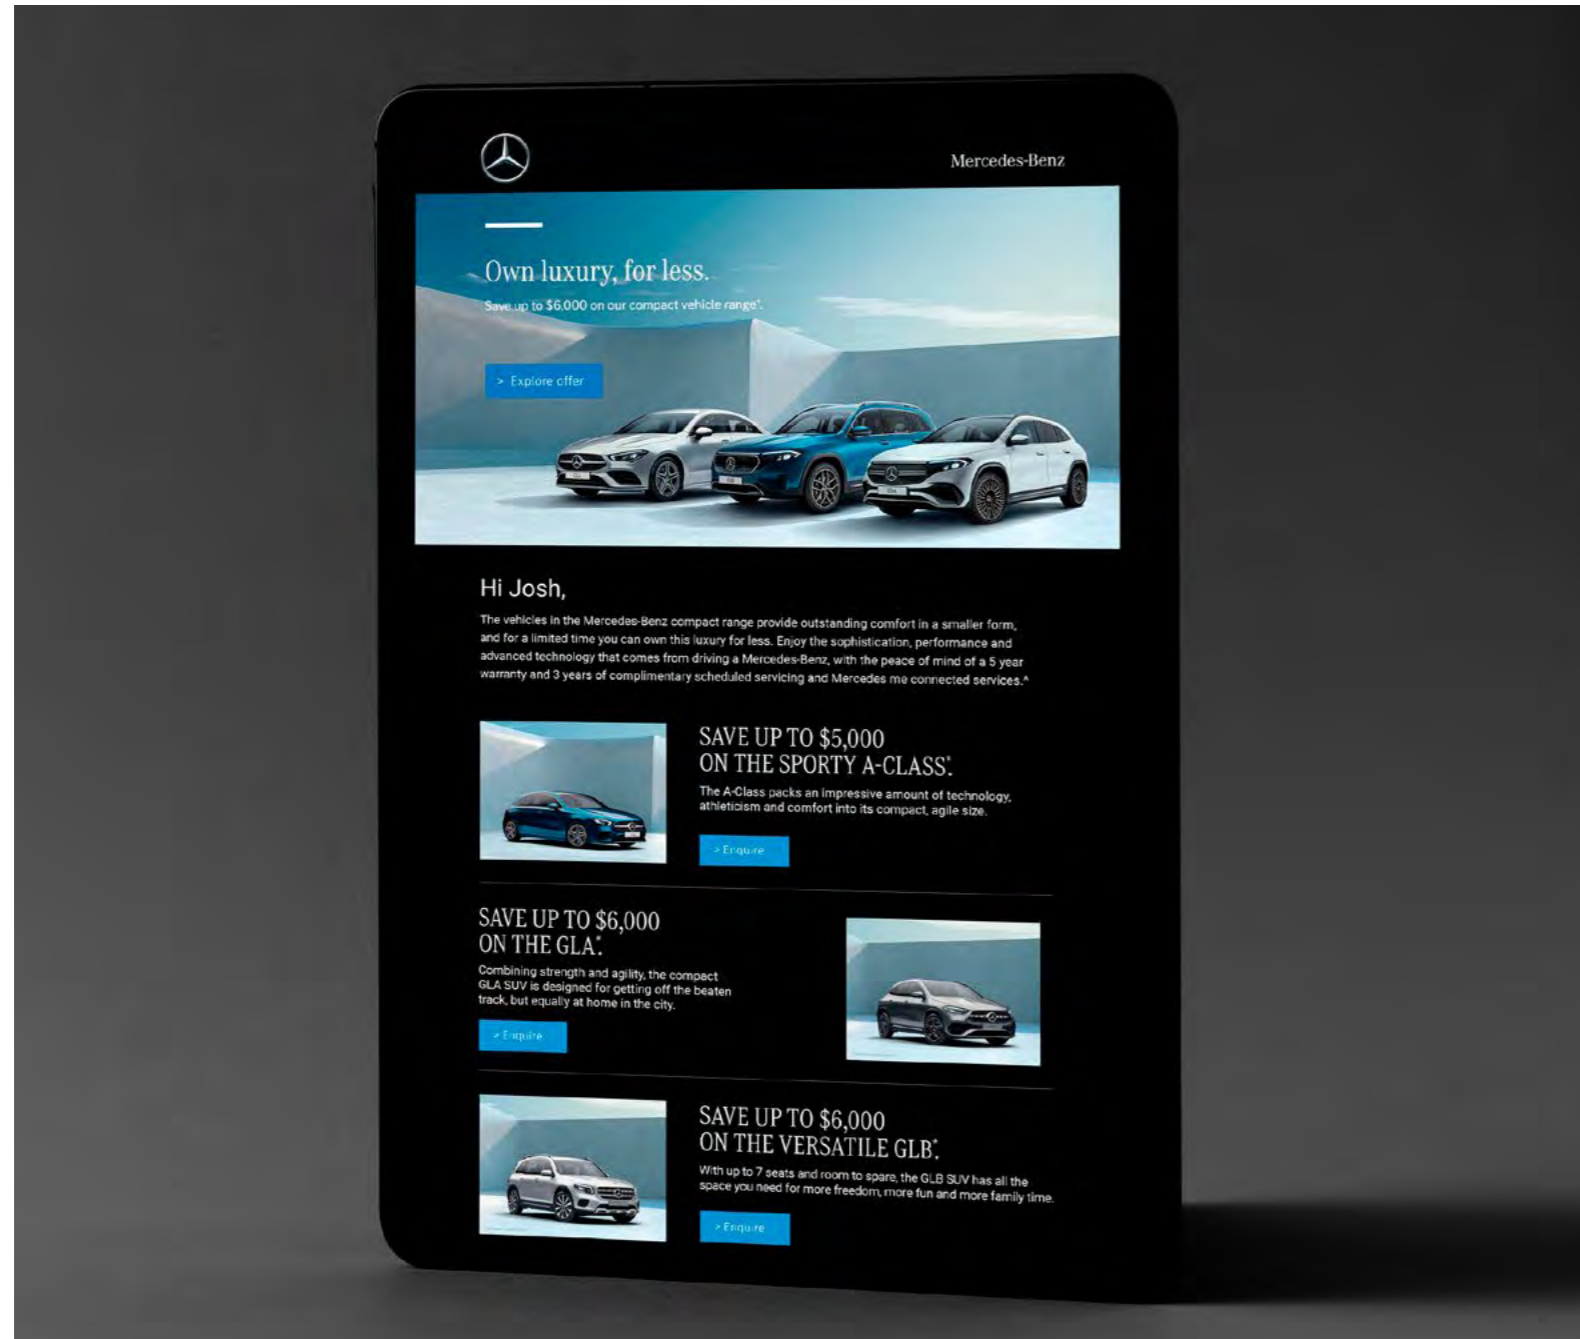 Mercedes-Benz
Own luxury, for less.
Save up to $6,000 on our compact vehicle range*.
> Explore offer
Hi Josh,
The vehicles in the Mercedes-Benz compact range provide outstanding comfort in a smaller form,
and for a limited time you can own this luxury for less. Enjoy the sophistication, performance and
advanced technology that comes from driving a Mercedes-Benz, with the peace of mind of a 5 year
warranty and 3 years of complimentary scheduled servicing and Mercedes me connected services.^
SAVE UP TO $5,000
ON THE SPORTY A-CLASS*.
The A-Class packs an impressive amount of technology,
athleticism and comfort into its compact, agile size.
> Enquire
SAVE UP TO $6,000
ON THE GLA*.
Combining strength and agility, the compact
GLA SUV is designed for getting off the beaten
track, but equally at home in the city.
> Enquire
SAVE UP TO $6,000
ON THE VERSATILE GLB*.
With up to 7 seats and room to spare, the GLB SUV has all the
space you need for more freedom, more fun and more family time.
> Enquire